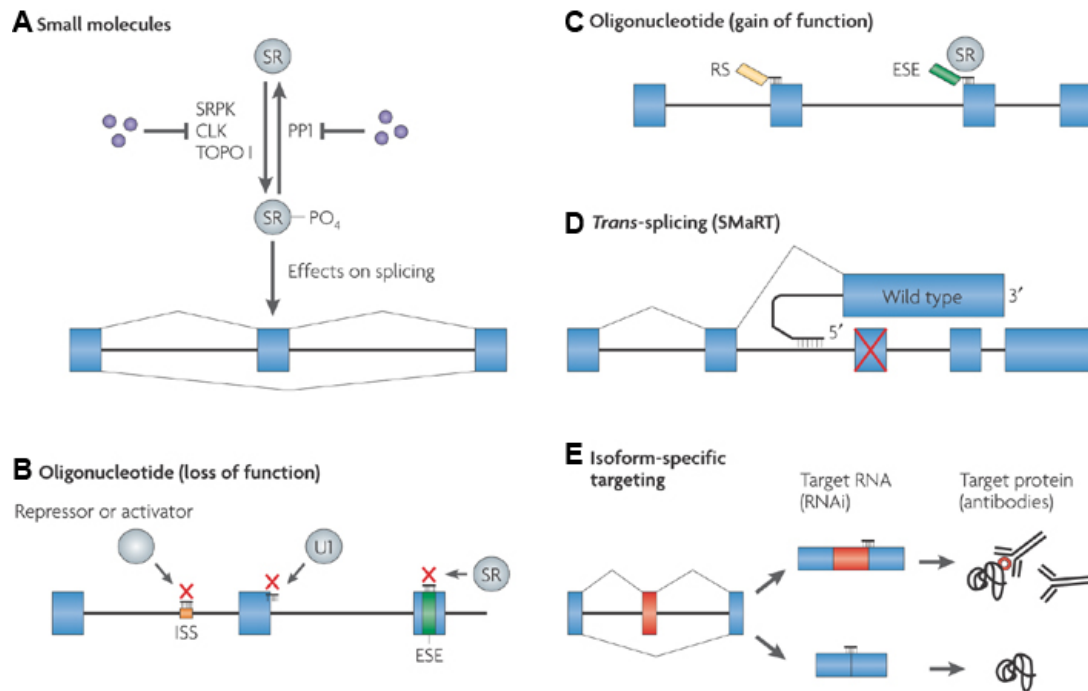 A Small molecules
SR
SRPK
CLK
TOPO I
PP1
SR
PO4
Effects on splicing
B Oligonucleotide (loss of function)
Repressor or activator
U1
SR
ISS
ESE
C Oligonucleotide (gain of function)
RS
ESE
SR
D Trans-splicing (SMaRT)
Wild type
3′
5′
E Isoform-specific
targeting
Target RNA
(RNAi)
Target protein
(antibodies)